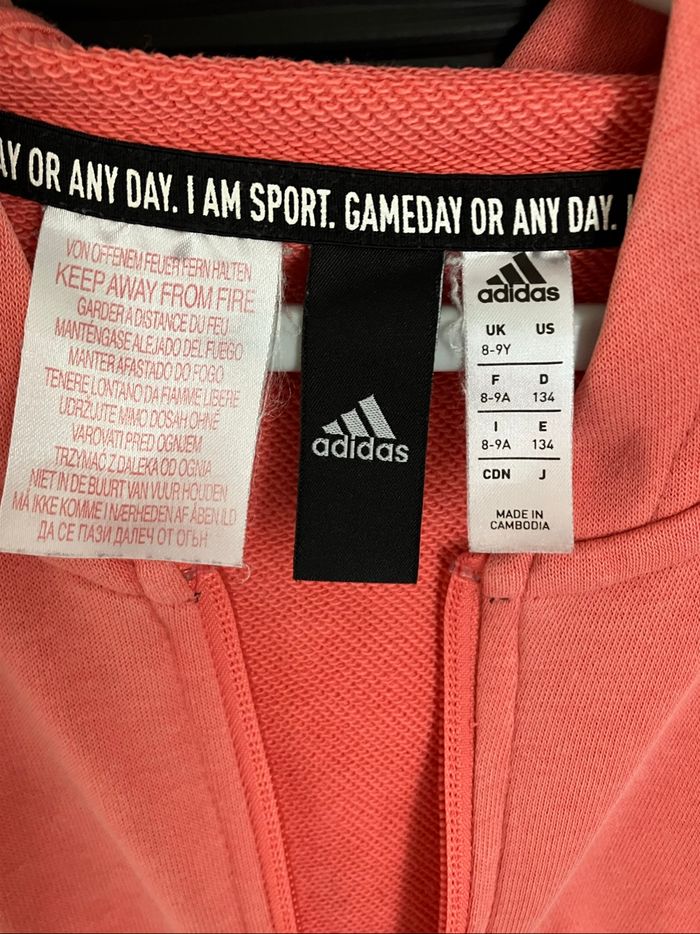 AY OR ANY DAY. I AM SPORT. GAMEDAY OR ANY DAY.
VON OFFENEM FEUER FERN HALTEN
KEEP AWAY FROM FIRE
GARDER A DISTANCE DU FEU
MANTÉNGASE ALEJADO DEL FUEGO
MANTER AFASTADO DO FOGO
TENERE LONTANO DA FIAMME LIBERE
UDRŽUJTE MIMO DOSAH OHNĚ
VAROVATI PRED OGNJEM
TRZYMAĆ Z DALEKA OD OGNIA
NIET IN DE BUURT VAN VUUR HOUDEN
MÅ IKKE KOMME I NÆRHEDEN AF ÅBEN ILD
ДА СЕ ПАЗИ ДАЛЕЧ ОТ ОГЪН
adidas
adidas
UK US
8-9Y
F D
8-9A 134
I E
8-9A 134
CDN J
MADE IN
CAMBODIA